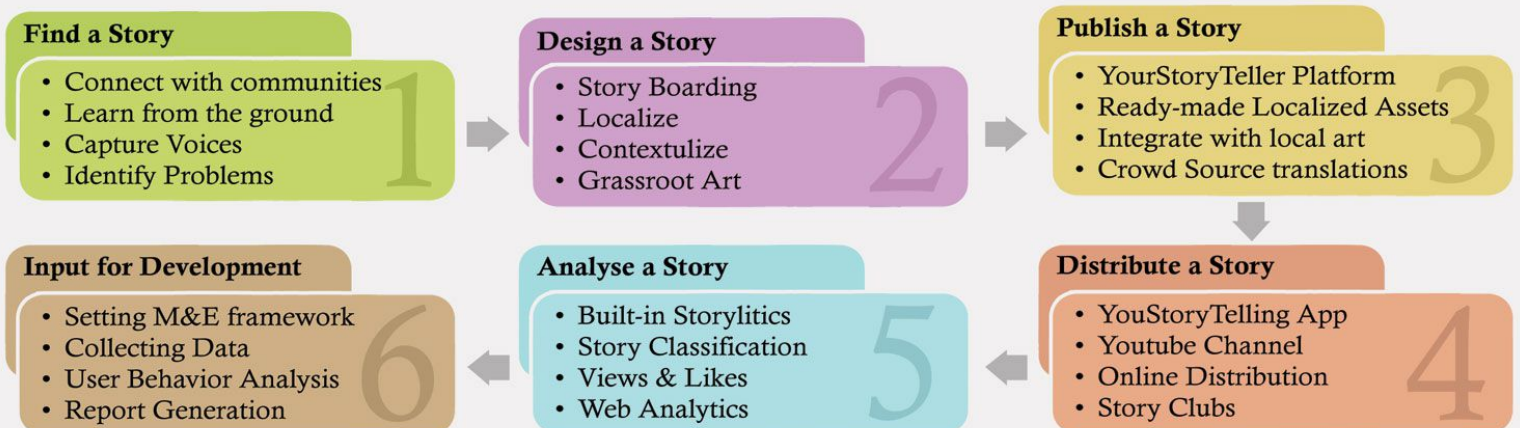 Find a Story
• Connect with communities
• Learn from the ground
• Capture Voices
• Identify Problems
1
Design a Story
• Story Boarding
• Localize
• Contextulize
• Grassroot Art
2
Publish a Story
• YourStoryTeller Platform
• Ready-made Localized Assets
• Integrate with local art
• Crowd Source translations
3
Distribute a Story
• YouStoryTelling App
• Youtube Channel
• Online Distribution
• Story Clubs
4
Analyse a Story
• Built-in Storylitics
• Story Classification
• Views & Likes
• Web Analytics
5
Input for Development
• Setting M&E framework
• Collecting Data
• User Behavior Analysis
• Report Generation
6